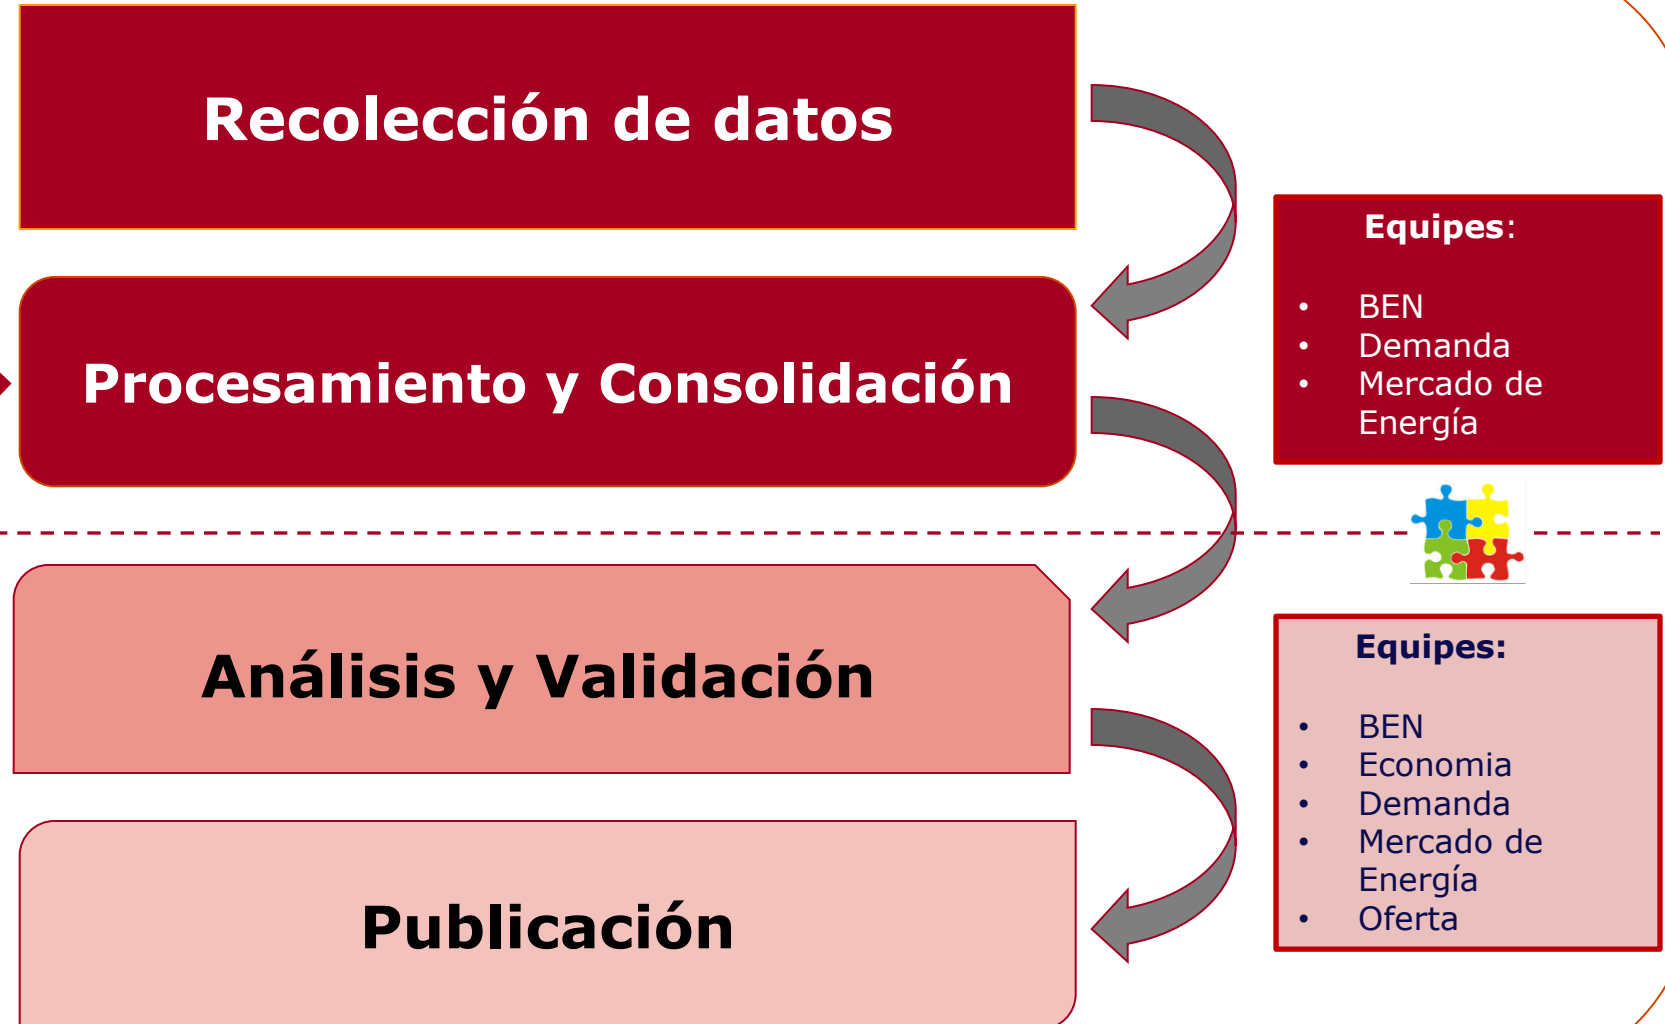 Recolección de datos
Procesamiento y Consolidación
Equipes:
• BEN
• Demanda
• Mercado de
Energía
Análisis y Validación
Publicación
Equipes:
• BEN
• Economia
• Demanda
• Mercado de
Energía
• Oferta